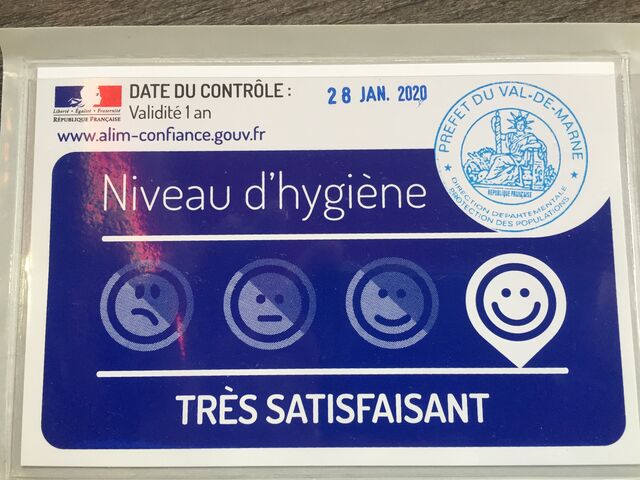 DATE DU CONTRÔLE :
28 JAN. 2020
Validité 1 an
Liberté • Égalité • Fraternité
RÉPUBLIQUE FRANÇAISE
www.alim-confiance.gouv.fr
PREFET DU VAL-DE-MARNE
RÉPUBLIQUE FRANÇAISE
DIRECTION DEPARTEMENTALE
PROTECTION DES POPULATIONS
Niveau d'hygiène
TRÈS SATISFAISANT